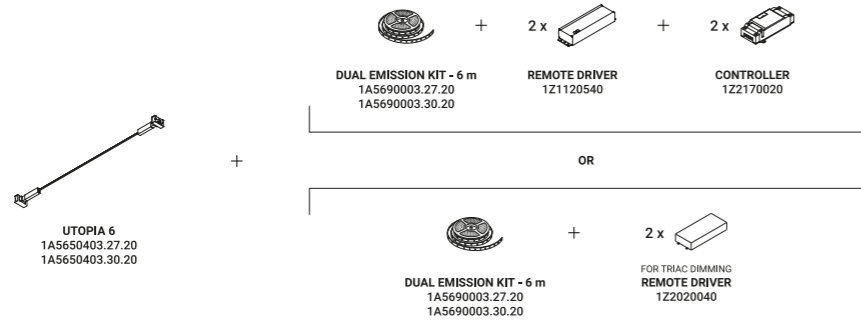 +
2 x
+
2 x
DUAL EMISSION KIT - 6 m
1A5690003.27.20
1A5690003.30.20
REMOTE DRIVER
1Z1120540
CONTROLLER
1Z2170020
+
OR
UTOPIA 6
1A5650403.27.20
1A5650403.30.20
+
2 x
DUAL EMISSION KIT - 6 m
1A5690003.27.20
1A5690003.30.20
FOR TRIAC DIMMING
REMOTE DRIVER
1Z2020040